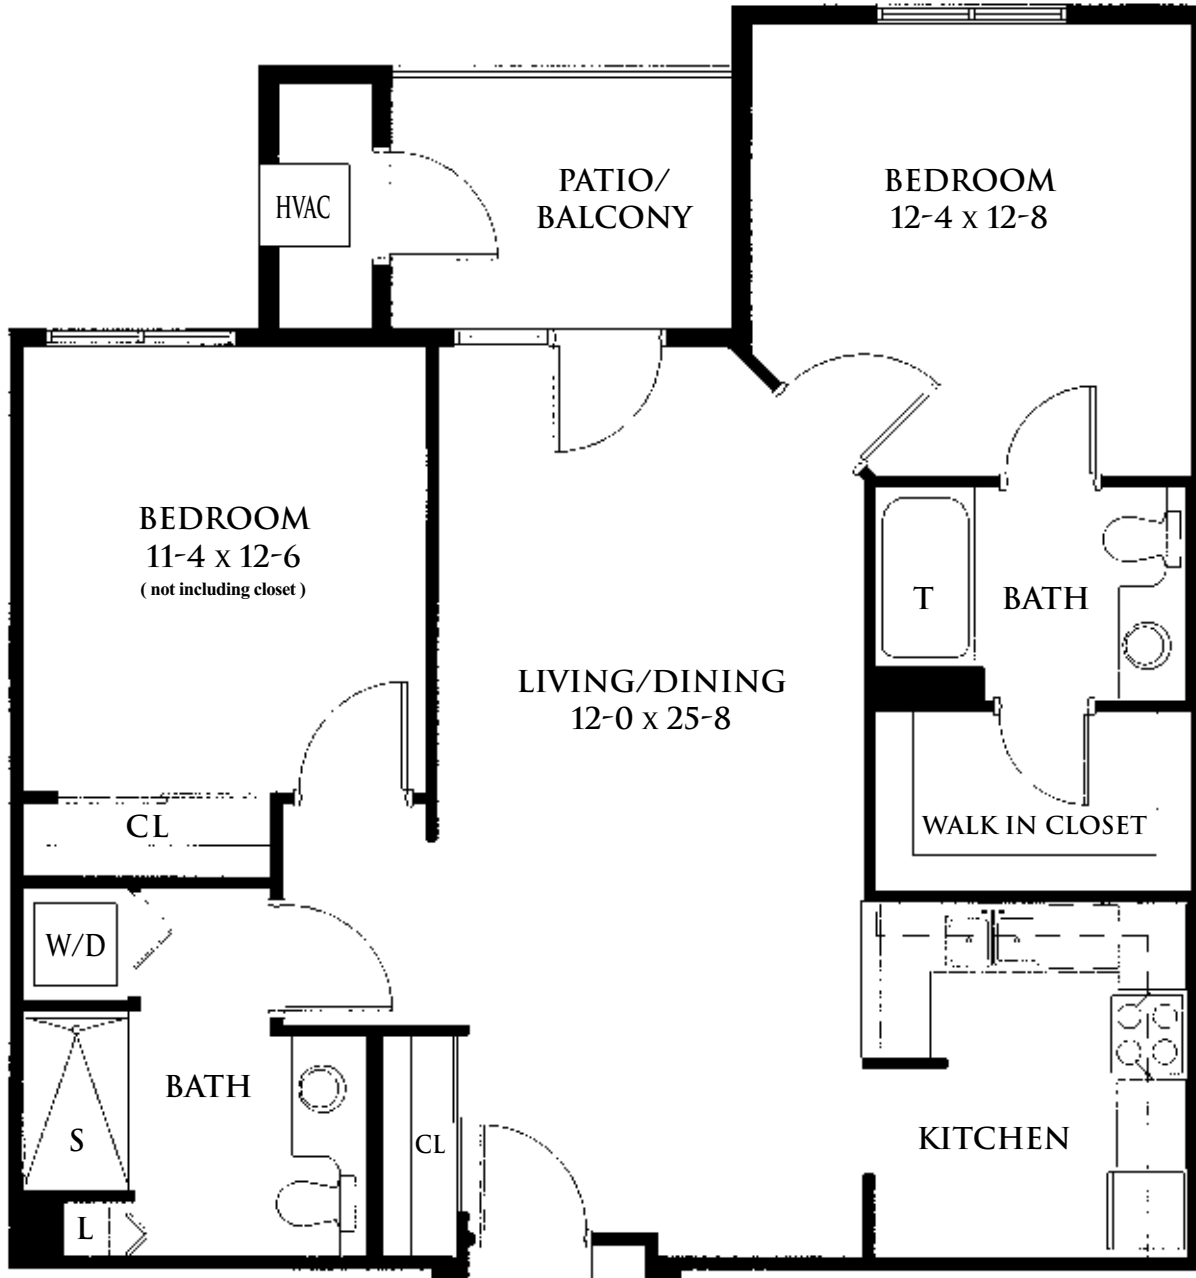 HVAC
PATIO/
BALCONY
BEDROOM
12-4 X 12-8
BEDROOM
11-4 X 12-6
( not including closet )
T
BATH
LIVING/DINING
12-0 X 25-8
CL
WALK IN CLOSET
W/D
BATH
S
CL
KITCHEN
L